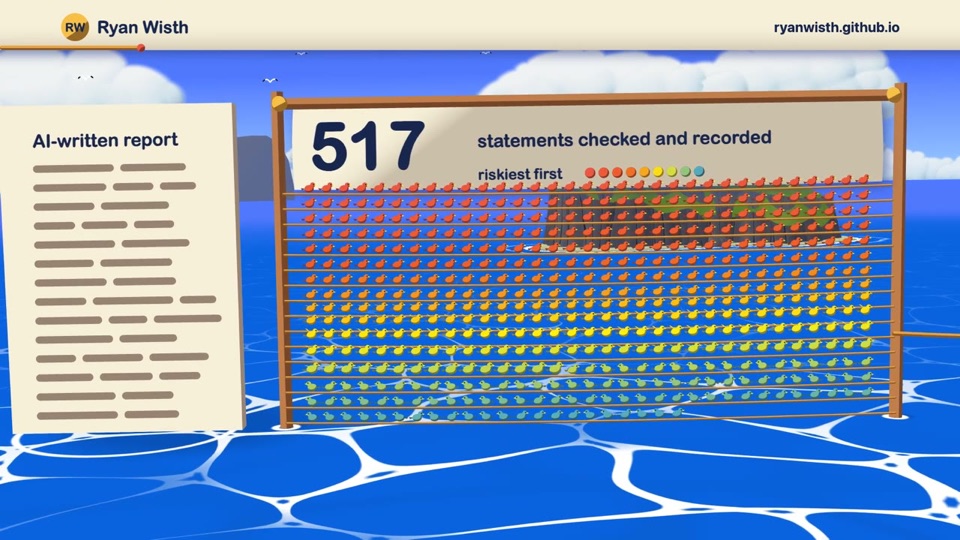 RW Ryan Wisth
ryanwisth.github.io
AI-written report
517
statements checked and recorded
riskiest first